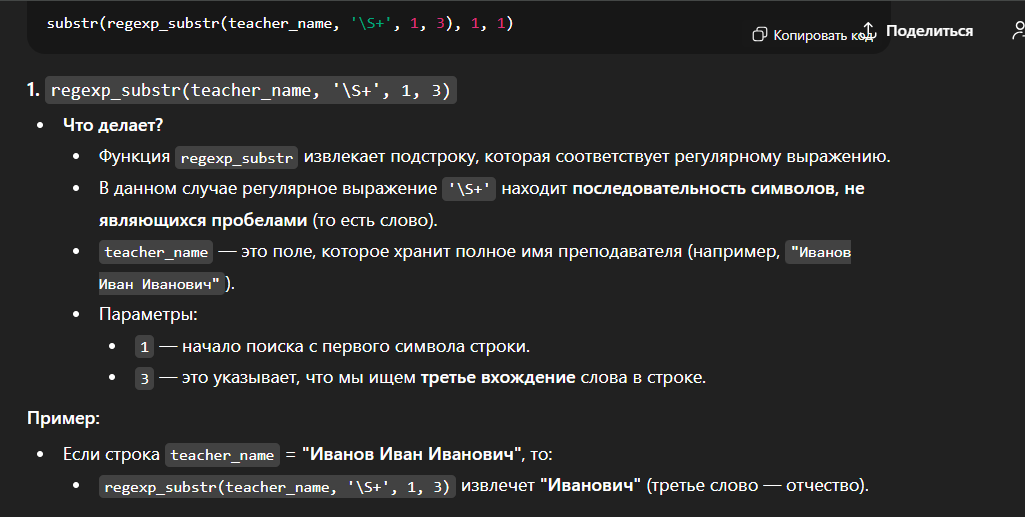 substr(regexp_substr(teacher_name, '\S+', 1, 3), 1, 1)
Копировать код
Поделиться
1. regexp_substr(teacher_name, '\S+', 1, 3)
• Что делает?
• Функция regexp_substr извлекает подстроку, которая соответствует регулярному выражению.
• В данном случае регулярное выражение '\S+' находит последовательность символов, не
являющихся пробелами (то есть слово).
• teacher_name — это поле, которое хранит полное имя преподавателя (например, "Иванов
Иван Иванович" ).
• Параметры:
• 1 — начало поиска с первого символа строки.
• 3 — это указывает, что мы ищем третье вхождение слова в строке.
Пример:
• Если строка teacher_name = "Иванов Иван Иванович", то:
• regexp_substr(teacher_name, '\S+', 1, 3) извлечет "Иванович" (третье слово — отчество).